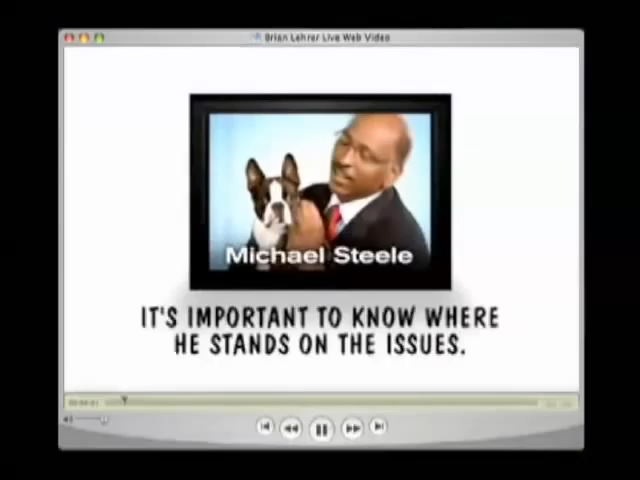 Brian Lehrer Live Web Video
Michael Steele
IT'S IMPORTANT TO KNOW WHERE
HE STANDS ON THE ISSUES.